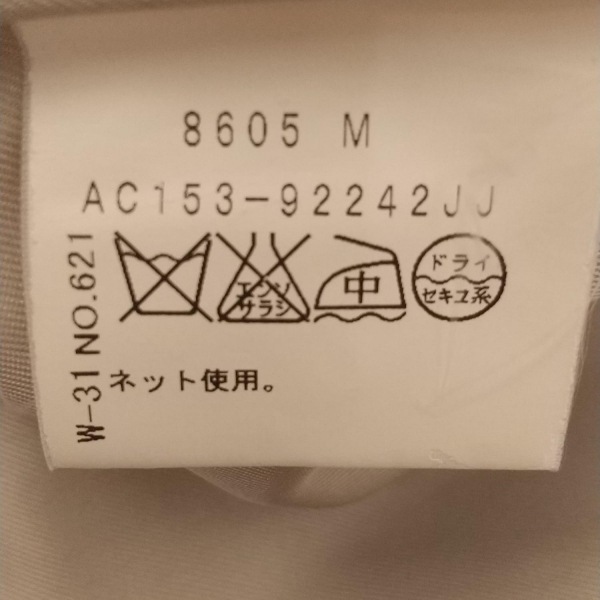 8605 M
AC153-92242JJ
エンソ
サラシ
中
ドライ
セキユ系
ネット使用。
W-31 NO.621